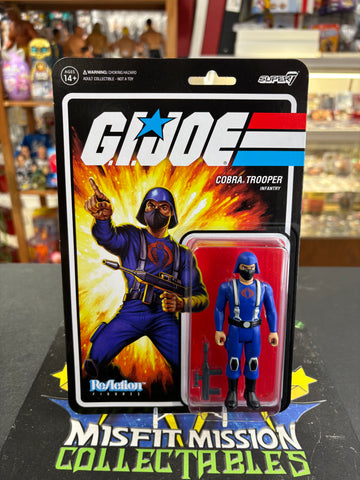 AGES
14+
WARNING: CHOKING HAZARD
ADULT COLLECTIBLE - NOT A TOY
SUPER7
G.I.JOE
COBRA TROOPER
INFANTRY
ReAction
FIGURES
MISFIT MISSION
COLLECTABLES